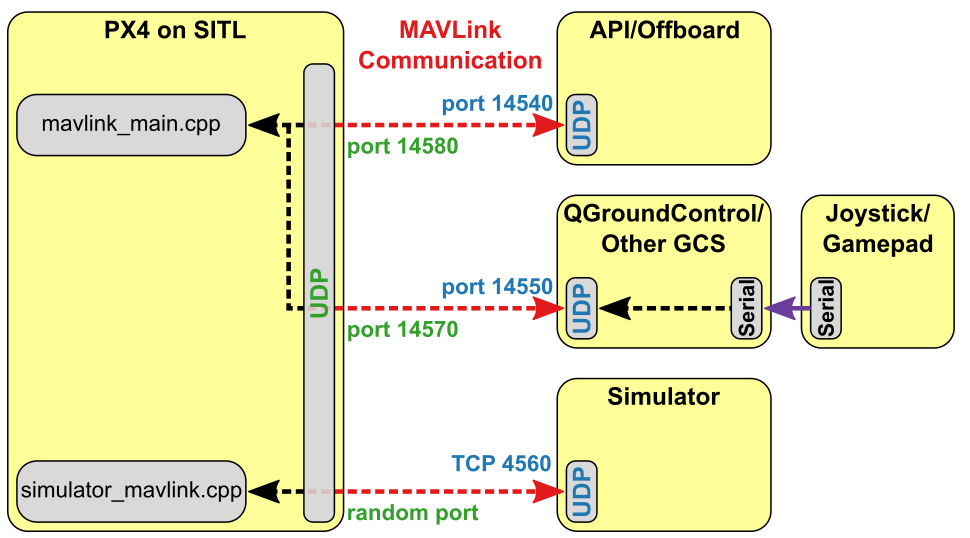 PX4 on SITL
MAVLink
Communication
API/Offboard
mavlink_main.cpp
port 14540
port 14580
UDP
QGroundControl/
Other GCS
Joystick/
Gamepad
UDP
port 14550
port 14570
UDP
Serial
Serial
Simulator
simulator_mavlink.cpp
TCP 4560
random port
UDP